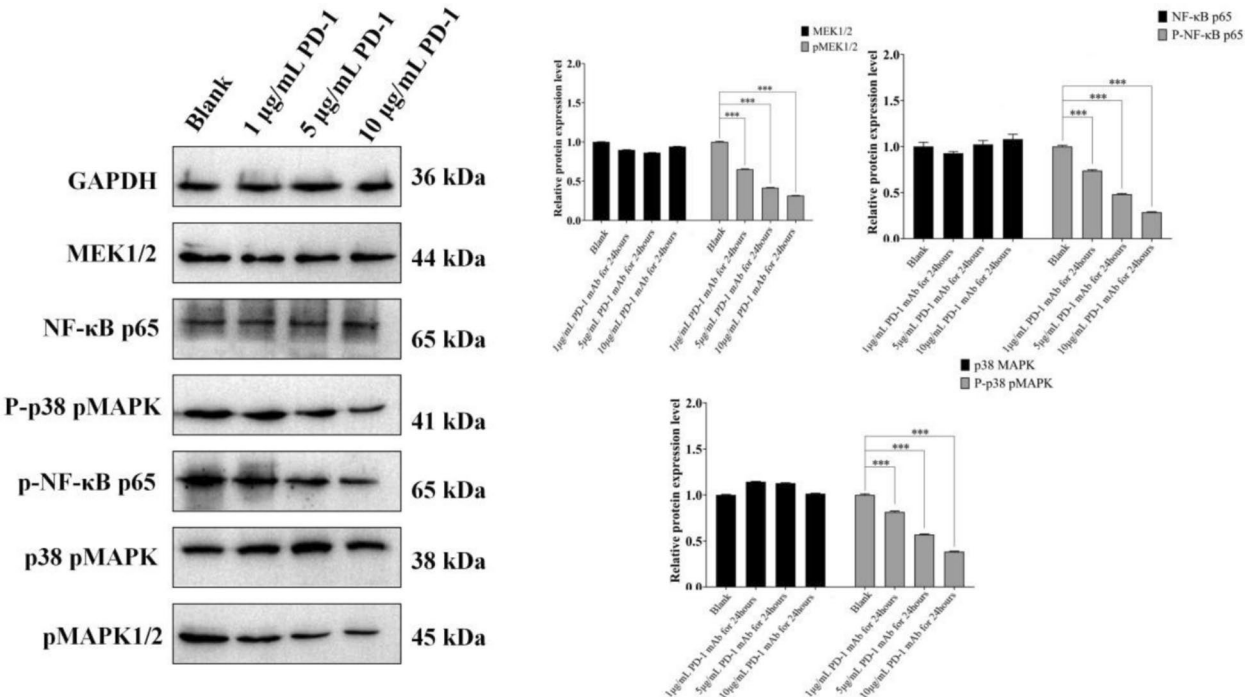 Blank
1 µg/mL PD-1
5 µg/mL PD-1
10 µg/mL PD-1
GAPDH
36 kDa
MEK1/2
44 kDa
NF-κB p65
65 kDa
P-p38 pMAPK
41 kDa
p-NF-κB p65
65 kDa
p38 pMAPK
38 kDa
pMAPK1/2
45 kDa
MEK1/2
pMEK1/2
Relative protein expression level
2.0
1.5
1.0
0.5
0.0
***
***
***
Blank
1µg/mL PD-1 mAb for 24hours
5µg/mL PD-1 mAb for 24hours
10µg/mL PD-1 mAb for 24hours
Blank
1µg/mL PD-1 mAb for 24hours
5µg/mL PD-1 mAb for 24hours
10µg/mL PD-1 mAb for 24hours
NF-κB p65
P-NF-κB p65
Relative protein expression level
2.0
1.5
1.0
0.5
0.0
***
***
***
Blank
1µg/mL PD-1 mAb for 24hours
5µg/mL PD-1 mAb for 24hours
10µg/mL PD-1 mAb for 24hours
Blank
1µg/mL PD-1 mAb for 24hours
5µg/mL PD-1 mAb for 24hours
10µg/mL PD-1 mAb for 24hours
p38 MAPK
P-p38 pMAPK
Relative protein expression level
2.0
1.5
1.0
0.5
0.0
***
***
***
Blank
1µg/mL PD-1 mAb for 24hours
5µg/mL PD-1 mAb for 24hours
10µg/mL PD-1 mAb for 24hours
Blank
1µg/mL PD-1 mAb for 24hours
5µg/mL PD-1 mAb for 24hours
10µg/mL PD-1 mAb for 24hours